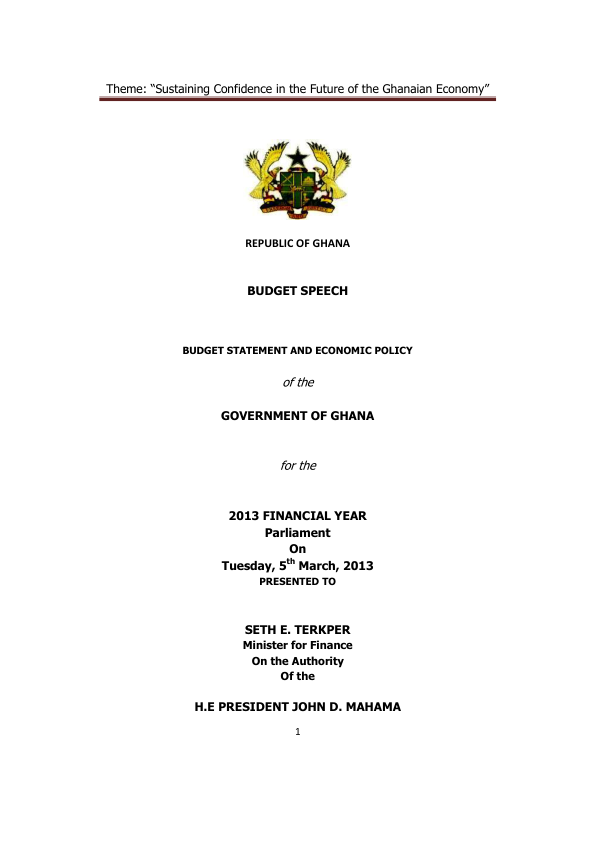 Theme: “Sustaining Confidence in the Future of the Ghanaian Economy”
REPUBLIC OF GHANA
BUDGET SPEECH
BUDGET STATEMENT AND ECONOMIC POLICY
of the
GOVERNMENT OF GHANA
for the
2013 FINANCIAL YEAR
Parliament
On
Tuesday, 5th March, 2013
PRESENTED TO
SETH E. TERKPER
Minister for Finance
On the Authority
Of the
H.E PRESIDENT JOHN D. MAHAMA
1